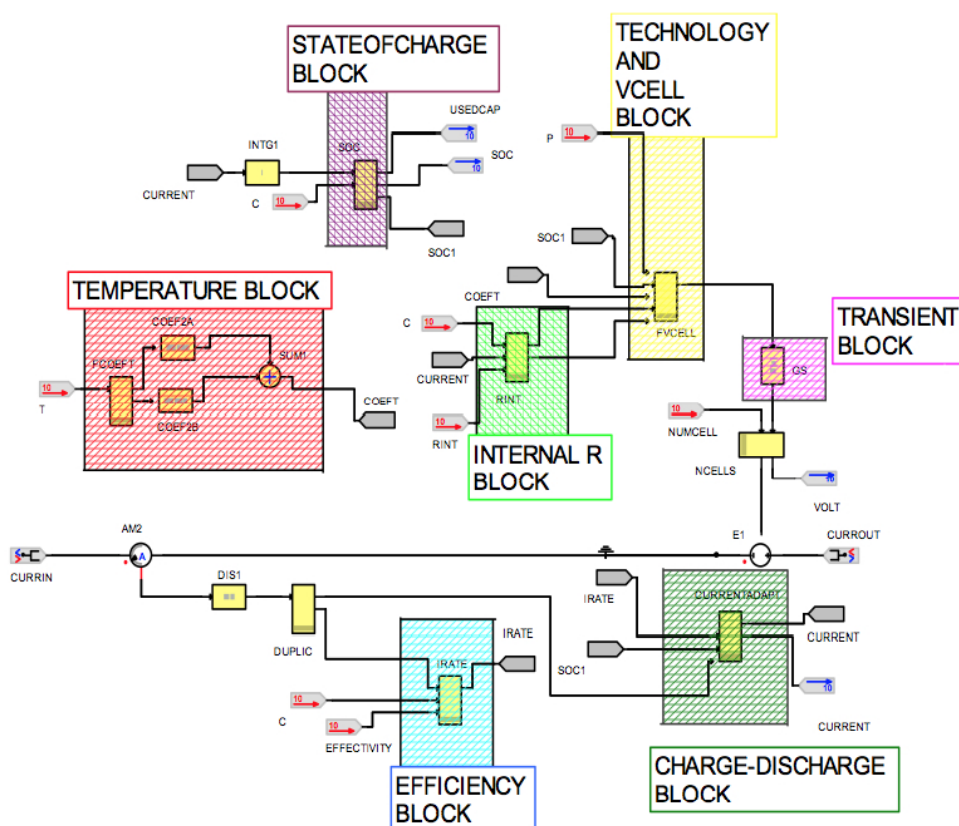 STATEOFCHARGE
BLOCK
TECHNOLOGY
AND
VCELL
BLOCK
USEDCAP
10
INTG1
SOC
10
SOC
10
P
I
CURRENT
C
10
SOC1
SOC1
TEMPERATURE BLOCK
COEF2A
FCOEFT
SUM1
10
T
COEF2B
COEFT
COEFT
C
10
CURRENT
RINT
10
RINT
FVCELL
INTERNAL R
BLOCK
TRANSIENT
BLOCK
GS
10
NUMCELL
NCELLS
10
VOLT
AM2
A
CURRIN
E1
CURROUT
DIS1
DUPLIC
IRATE
CURRENTADAPT
CURRENT
IRATE
IRATE
SOC1
10
C
10
EFFECTIVITY
10
CURRENT
EFFICIENCY
BLOCK
CHARGE-DISCHARGE
BLOCK